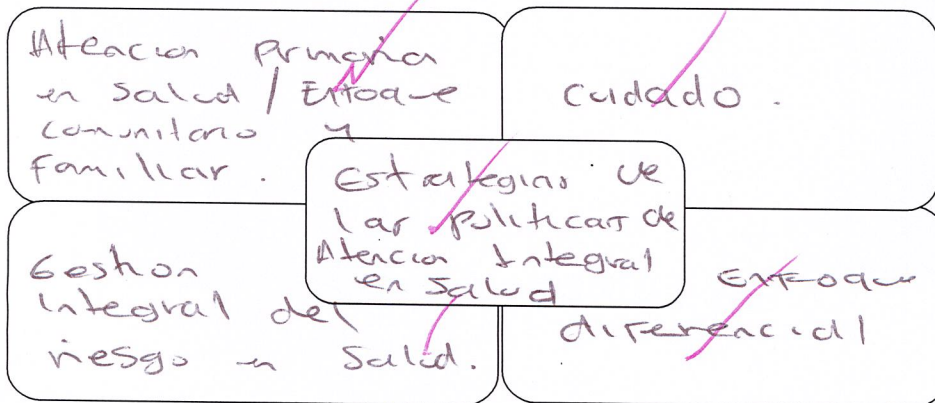 Atencion primaria
en salud / Enfoque
comunitario y
familiar.
cuidado.
Estrategias de
las politicas de
Atencion Integral
en Salud
Gestion
integral del
riesgo en Salud.
Enfoque
diferencial